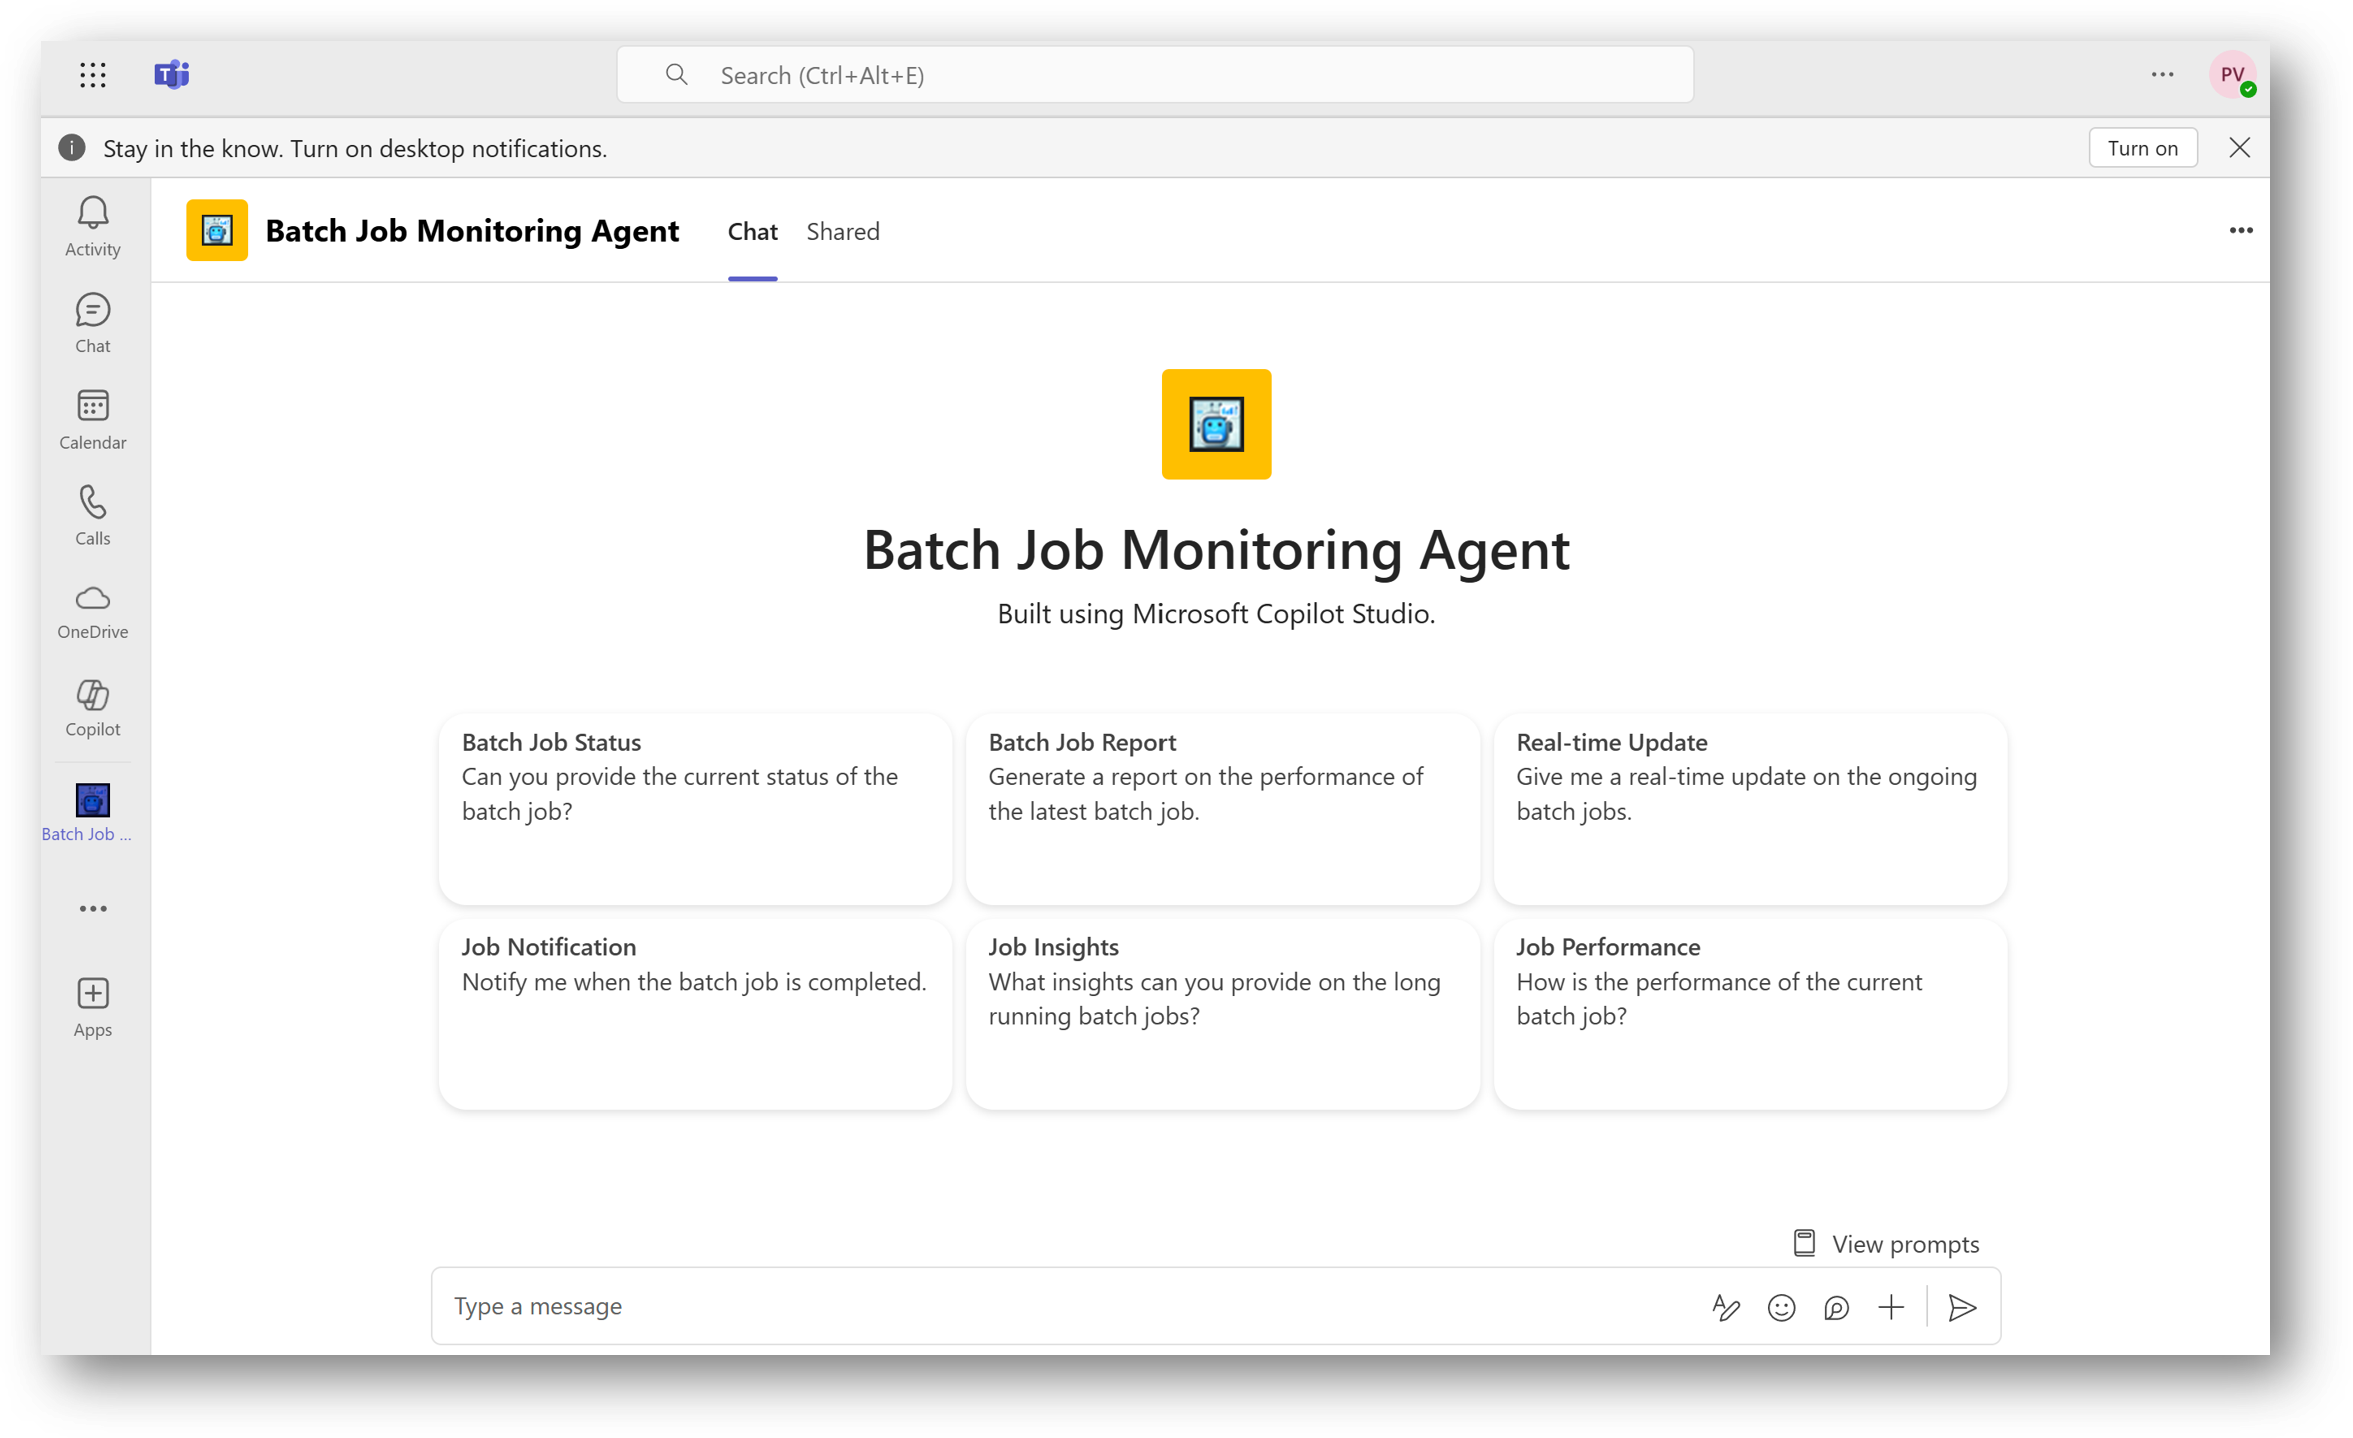 Search (Ctrl+Alt+E)
PV
Stay in the know. Turn on desktop notifications.
Turn on
Activity
Chat
Calendar
Calls
OneDrive
Copilot
Batch Job ...
Apps
Batch Job Monitoring Agent
Chat
Shared
Batch Job Monitoring Agent
Built using Microsoft Copilot Studio.
Batch Job Status
Can you provide the current status of the
batch job?
Batch Job Report
Generate a report on the performance of
the latest batch job.
Real-time Update
Give me a real-time update on the ongoing
batch jobs.
Job Notification
Notify me when the batch job is completed.
Job Insights
What insights can you provide on the long
running batch jobs?
Job Performance
How is the performance of the current
batch job?
View prompts
Type a message